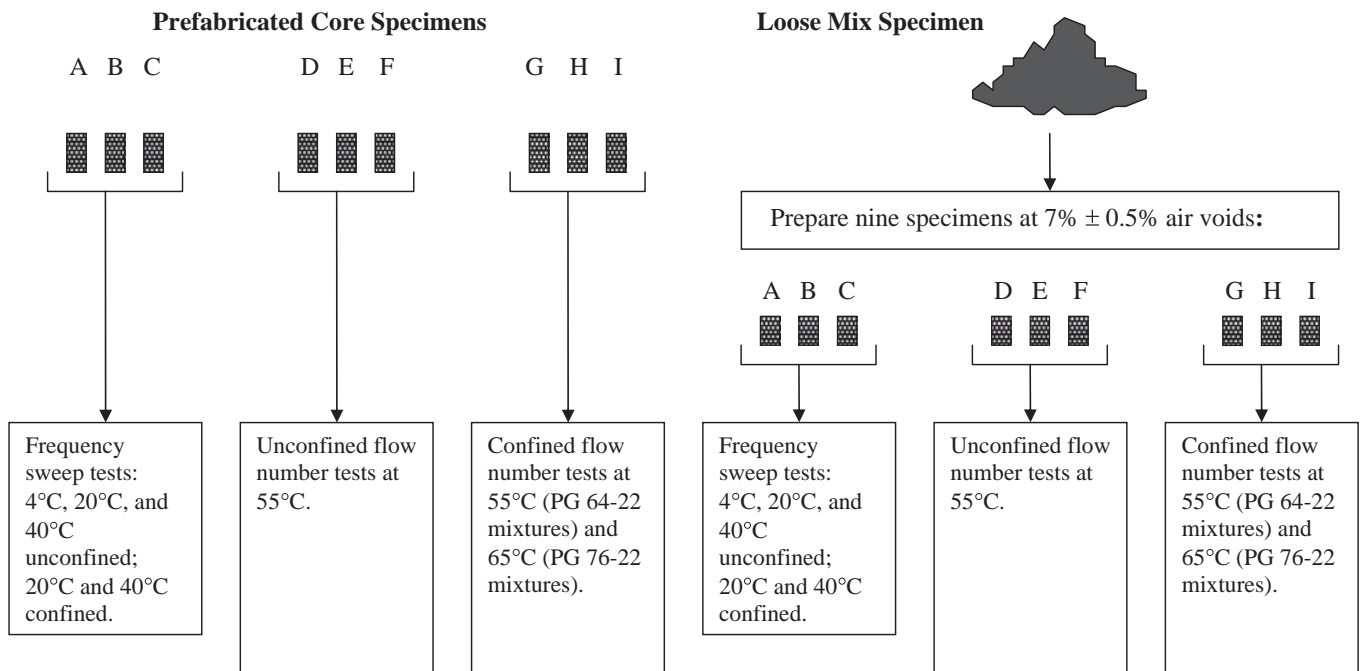 Prefabricated Core Specimens
A B C
D E F
G H I
Frequency
sweep tests:
4°C, 20°C, and
40°C
unconfined;
20°C and 40°C
confined.
Unconfined flow
number tests at
55°C.
Confined flow
number tests at
55°C (PG 64-22
mixtures) and
65°C (PG 76-22
mixtures).
Loose Mix Specimen
Prepare nine specimens at 7% ± 0.5% air voids:
A B C
D E F
G H I
Frequency
sweep tests:
4°C, 20°C, and
40°C
unconfined;
20°C and 40°C
confined.
Unconfined flow
number tests at
55°C.
Confined flow
number tests at
55°C (PG 64-22
mixtures) and
65°C (PG 76-22
mixtures).